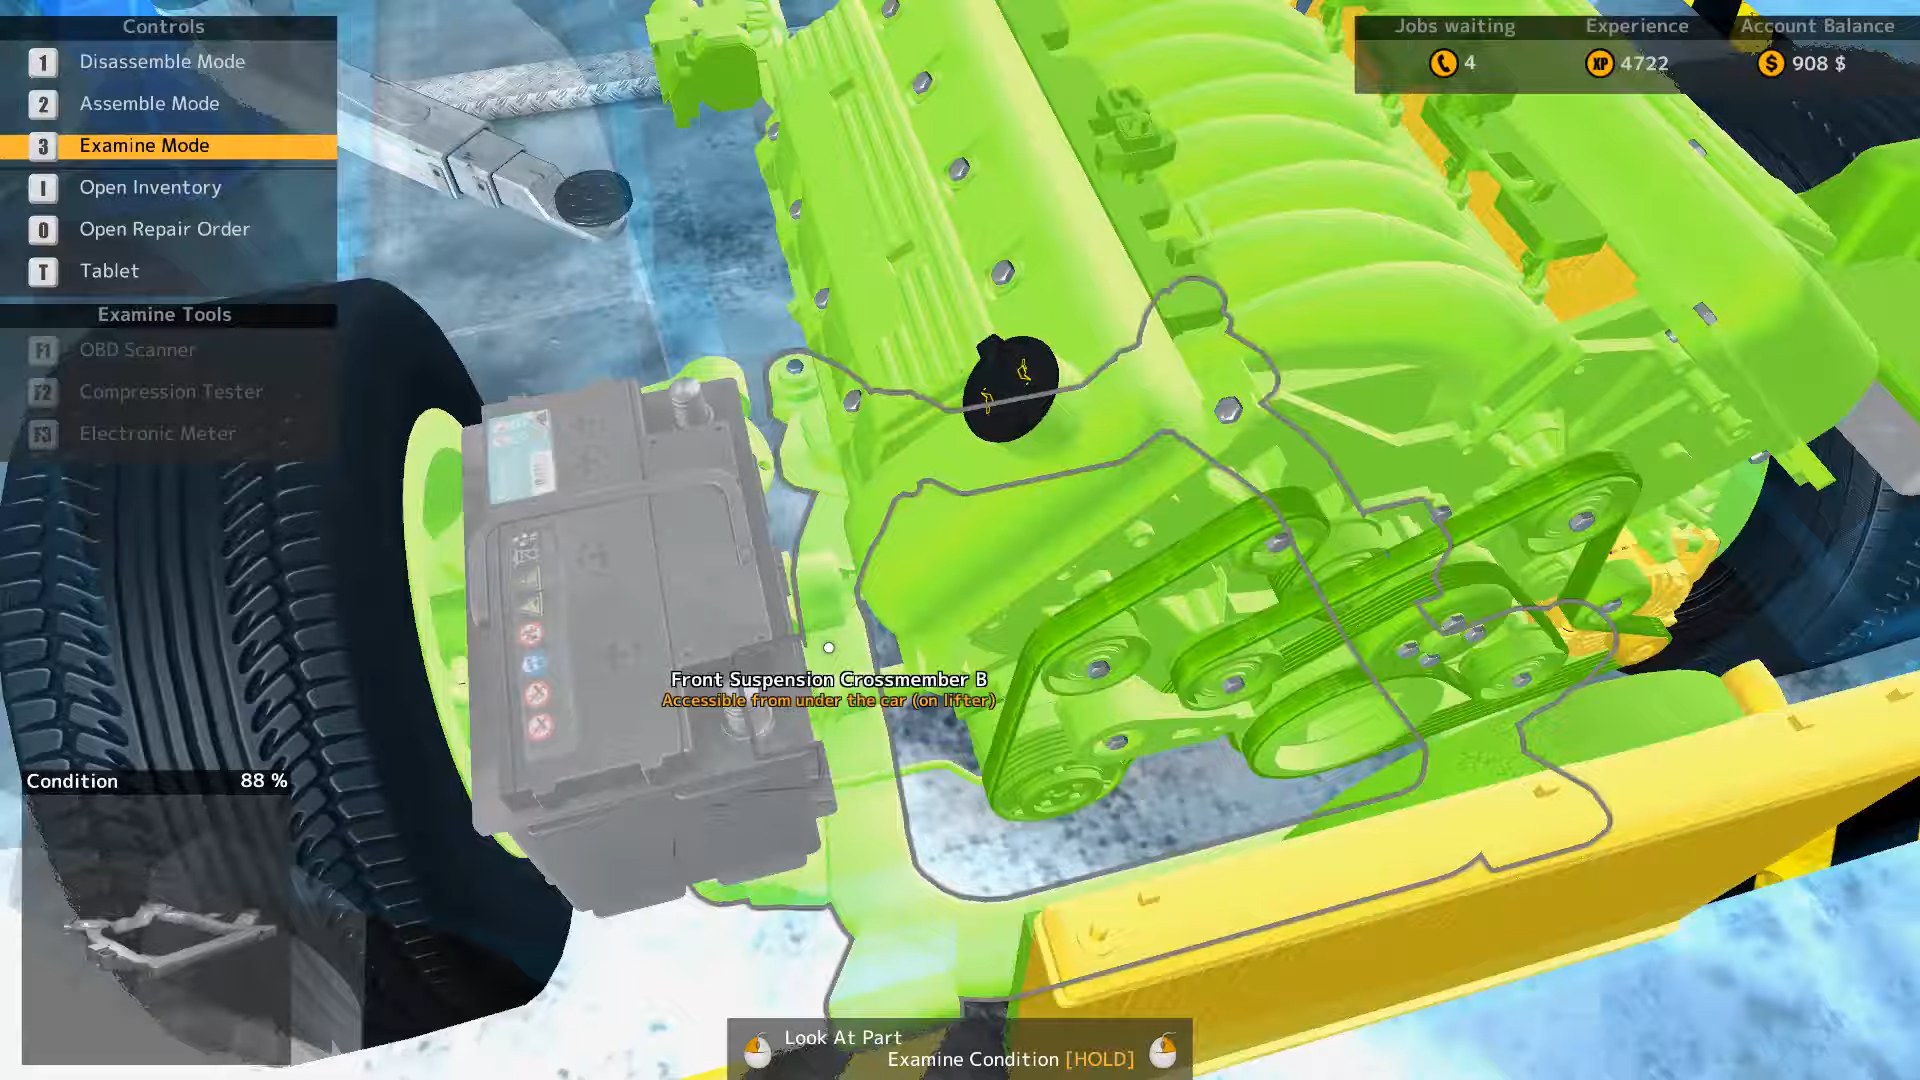 Controls
1 Disassemble Mode
2 Assemble Mode
3 Examine Mode
I Open Inventory
O Open Repair Order
T Tablet
Examine Tools
F1 OBD Scanner
F2 Compression Tester
F3 Electronic Meter
Jobs waiting Experience Account Balance
4 XP 4722 $ 908 $
Front Suspension Crossmember B
Accessible from under the car (on lifter)
Condition 88 %
Look At Part
Examine Condition [HOLD]